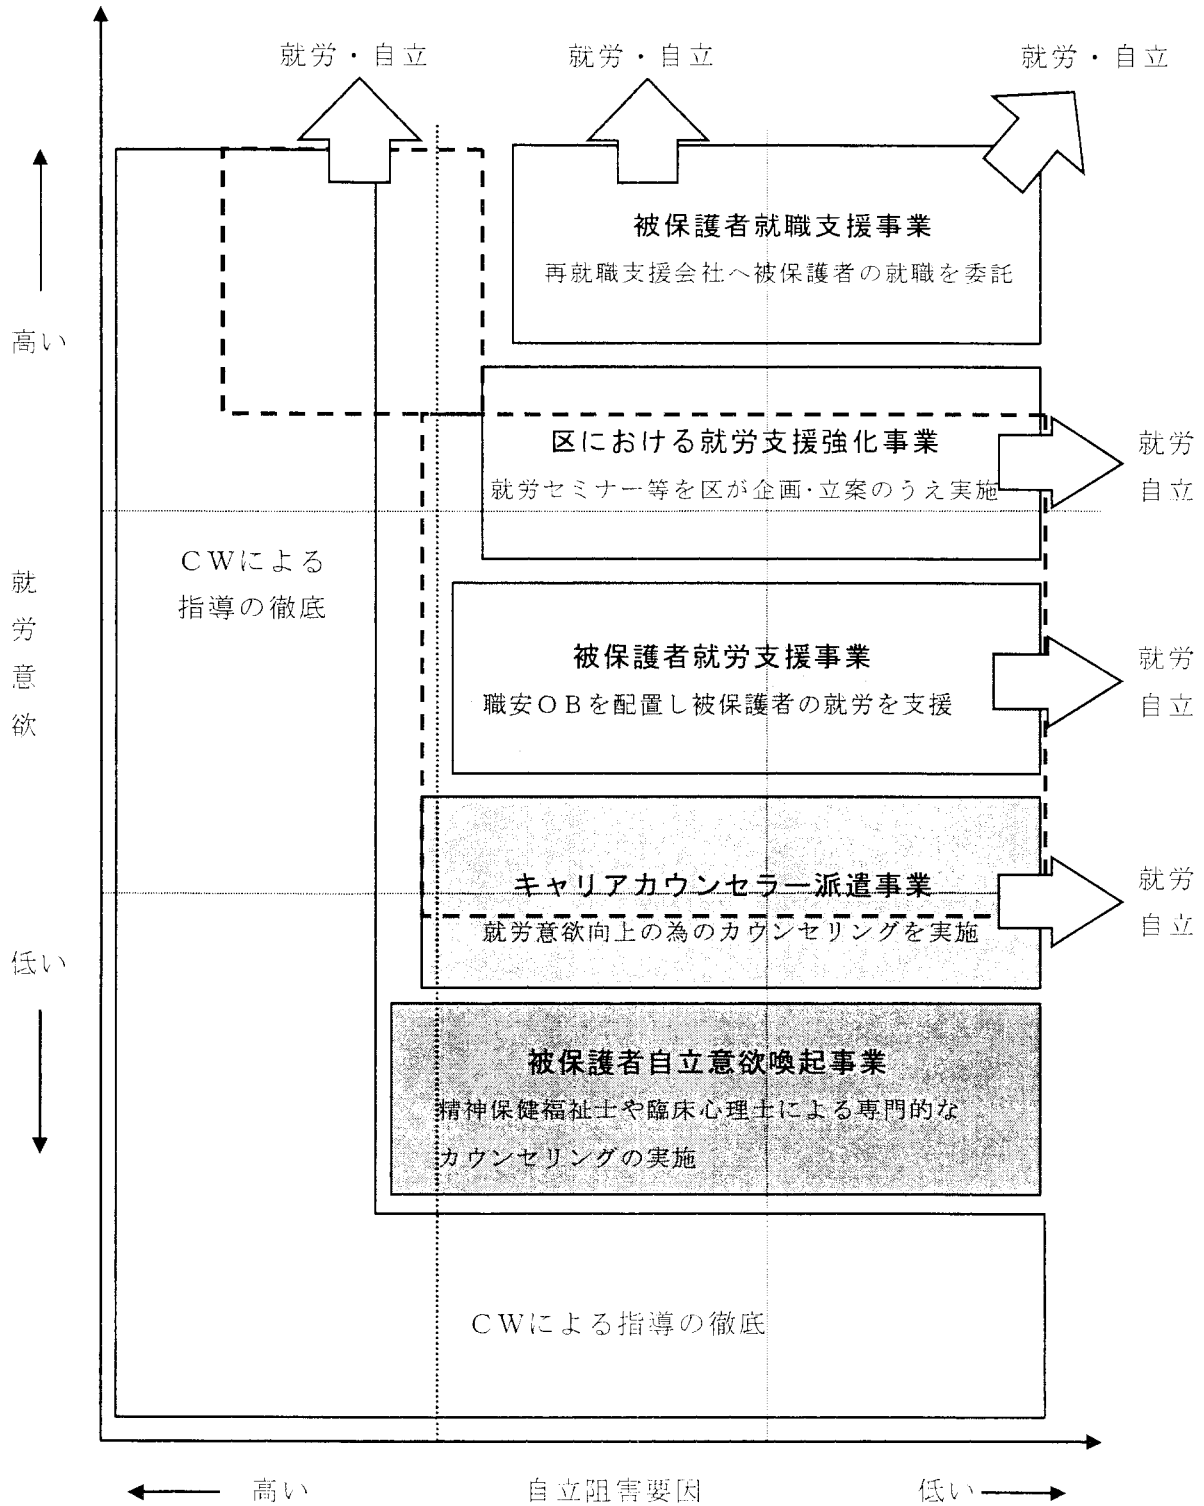 就労・自立
就労・自立
就労・自立
被保護者就職支援事業
再就職支援会社へ被保護者の就職を委託
高い
区における就労支援強化事業
就労セミナー等を区が企画・立案のうえ実施
就労
自立
CWによる
指導の徹底
就
労
意
欲
被保護者就労支援事業
職安OBを配置し被保護者の就労を支援
就労
自立
キャリアカウンセラー派遣事業
就労意欲向上の為のカウンセリングを実施
就労
自立
低い
被保護者自立意欲喚起事業
精神保健福祉士や臨床心理士による専門的な
カウンセリングの実施
CWによる指導の徹底
高い
自立阻害要因
低い